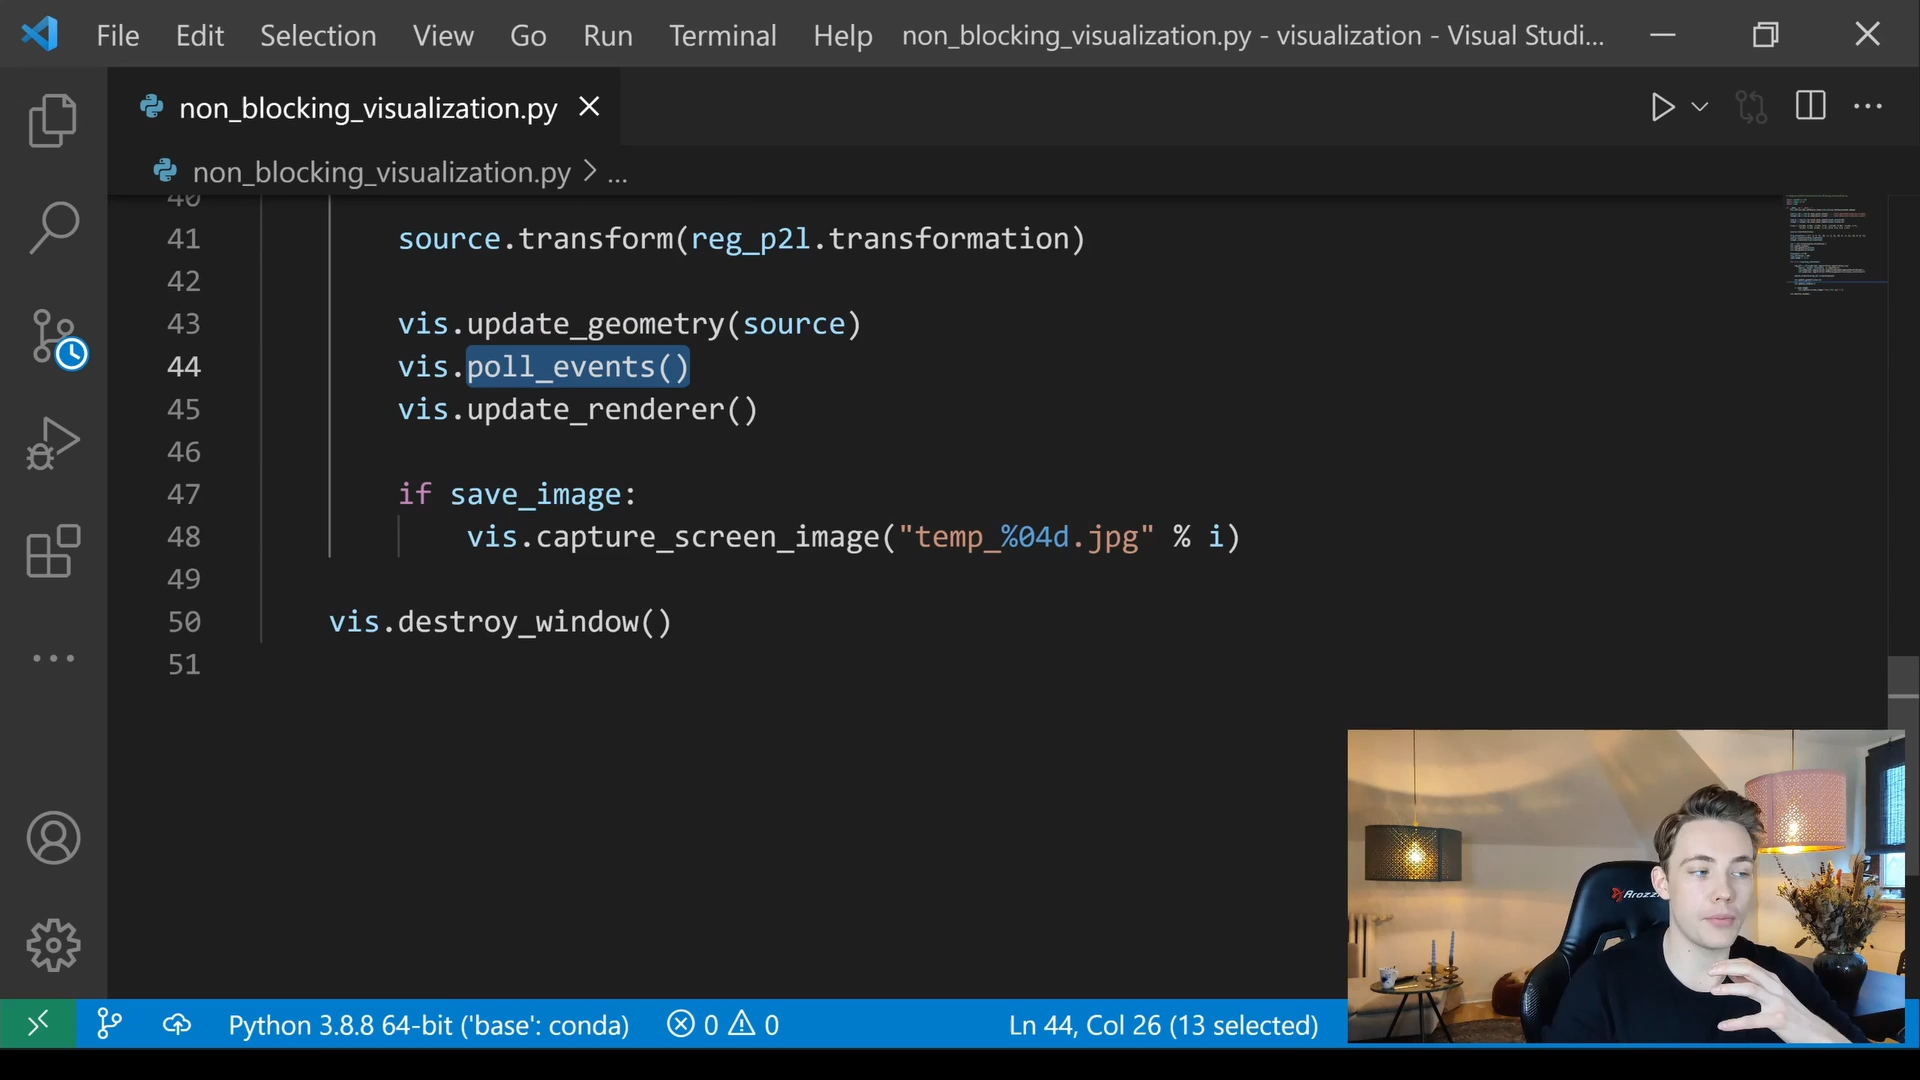 File Edit Selection View Go Run Terminal Help non_blocking_visualization.py - visualization - Visual Studi...
non_blocking_visualization.py
non_blocking_visualization.py > ...
40
41 source.transform(reg_p2l.transformation)
42
43 vis.update_geometry(source)
44 vis.poll_events()
45 vis.update_renderer()
46
47 if save_image:
48 vis.capture_screen_image("temp_%04d.jpg" % i)
49
50 vis.destroy_window()
51
Python 3.8.8 64-bit ('base': conda) 0 0 Ln 44, Col 26 (13 selected)